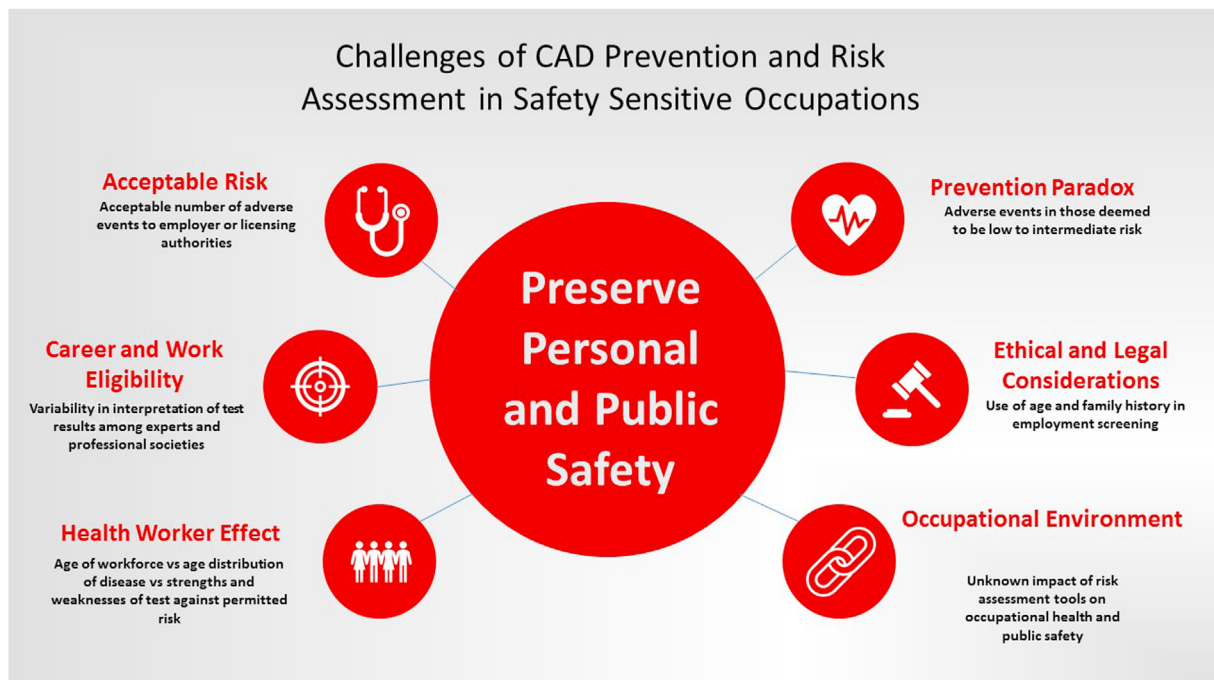 Challenges of CAD Prevention and Risk
Assessment in Safety Sensitive Occupations
Acceptable Risk
Acceptable number of adverse
events to employer or licensing
authorities
Career and Work
Eligibility
Variability in interpretation of test
results among experts and
professional societies
Health Worker Effect
Age of workforce vs age distribution
of disease vs strengths and
weaknesses of test against permitted
risk
Preserve
Personal
and Public
Safety
Prevention Paradox
Adverse events in those deemed
to be low to intermediate risk
Ethical and Legal
Considerations
Use of age and family history in
employment screening
Occupational Environment
Unknown impact of risk
assessment tools on
occupational health and
public safety